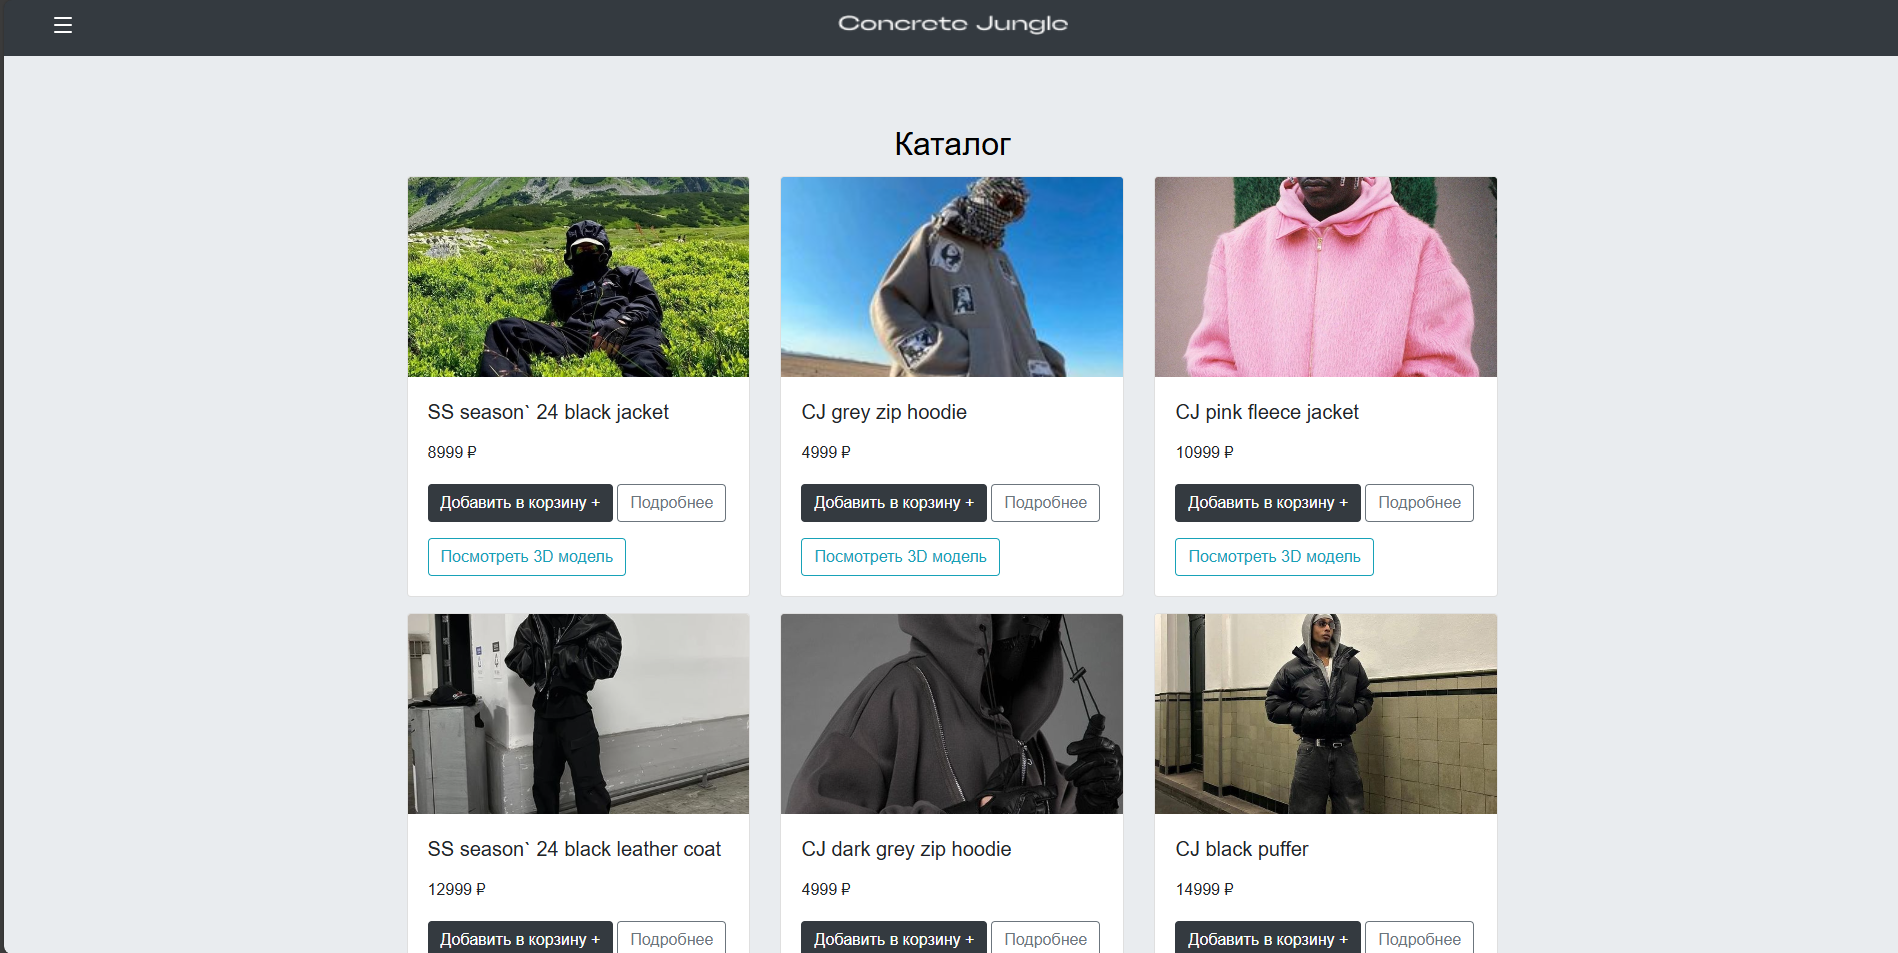 Concrete Jungle
Каталог
SS season` 24 black jacket
8999 ₽
Добавить в корзину +
Подробнее
Посмотреть 3D модель
CJ grey zip hoodie
4999 ₽
Добавить в корзину +
Подробнее
Посмотреть 3D модель
CJ pink fleece jacket
10999 ₽
Добавить в корзину +
Подробнее
Посмотреть 3D модель
SS season` 24 black leather coat
12999 ₽
Добавить в корзину +
Подробнее
CJ dark grey zip hoodie
4999 ₽
Добавить в корзину +
Подробнее
CJ black puffer
14999 ₽
Добавить в корзину +
Подробнее